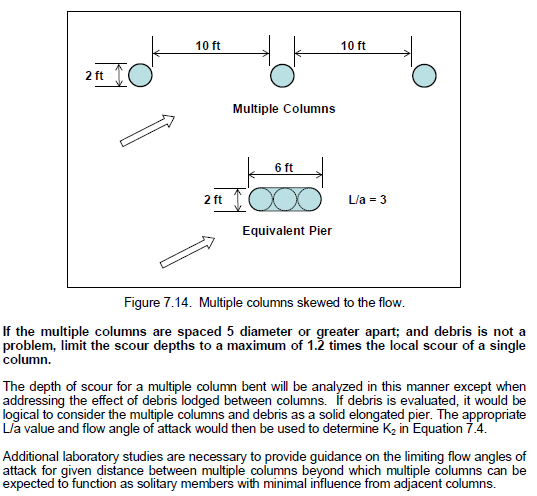 10 ft 10 ft
2 ft
Multiple Columns
6 ft
2 ft L/a = 3
Equivalent Pier
Figure 7.14. Multiple columns skewed to the flow.
If the multiple columns are spaced 5 diameter or greater apart; and debris is not a
problem, limit the scour depths to a maximum of 1.2 times the local scour of a single
column.
The depth of scour for a multiple column bent will be analyzed in this manner except when
addressing the effect of debris lodged between columns. If debris is evaluated, it would be
logical to consider the multiple columns and debris as a solid elongated pier. The appropriate
L/a value and flow angle of attack would then be used to determine K₂ in Equation 7.4.
Additional laboratory studies are necessary to provide guidance on the limiting flow angles of
attack for given distance between multiple columns beyond which multiple columns can be
expected to function as solitary members with minimal influence from adjacent columns.